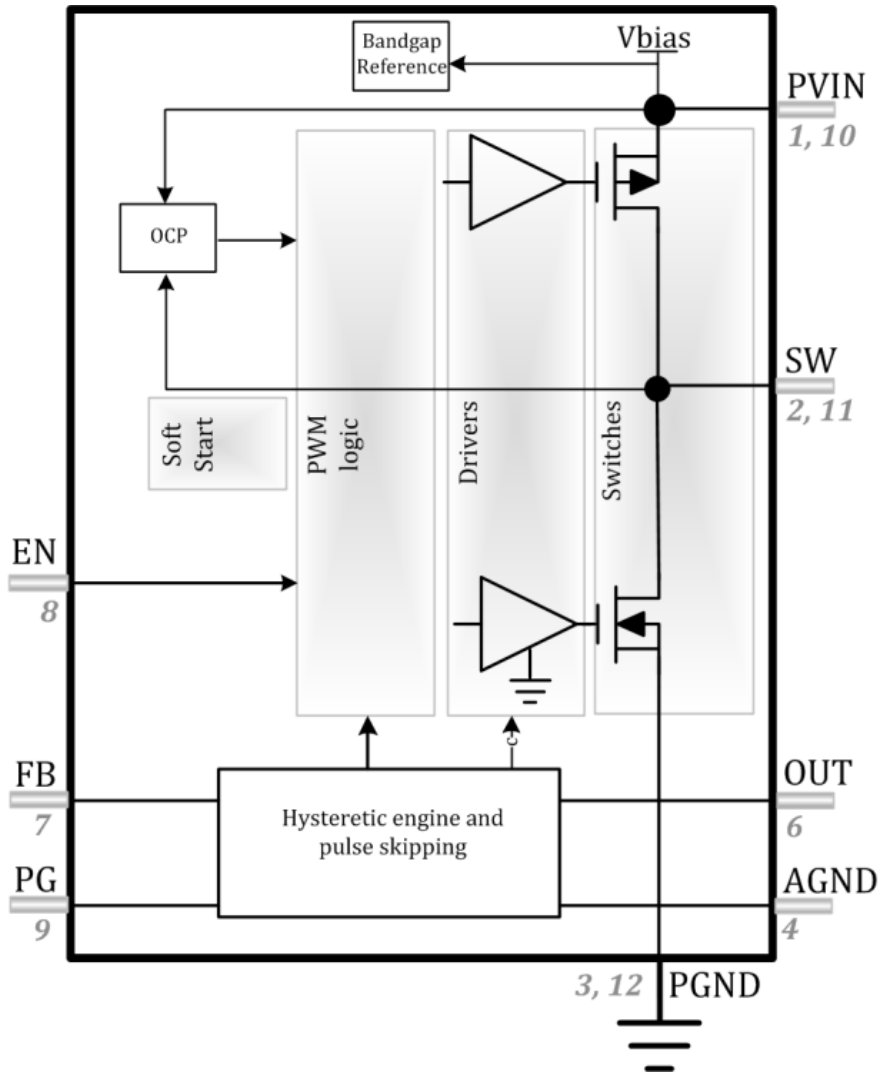 Bandgap
Reference
Vbias
PVIN
1, 10
OCP
SW
2, 11
Soft
Start
PWM
logic
Drivers
Switches
EN
8
c
FB
7
Hysteretic engine and
pulse skipping
OUT
6
PG
9
AGND
4
3, 12
PGND